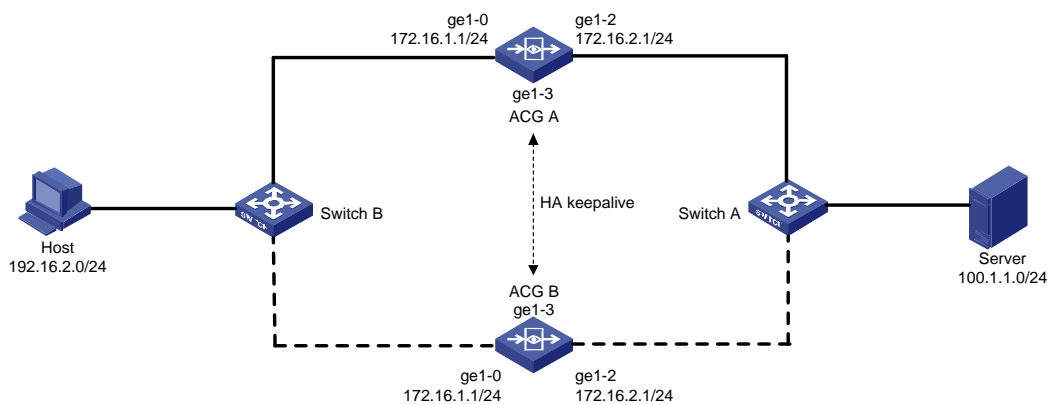 ge1-0
172.16.1.1/24
ge1-2
172.16.2.1/24
ge1-3
ACG A
HA keepalive
Switch B
Switch A
SWITCH
Host
192.16.2.0/24
Server
100.1.1.0/24
ACG B
ge1-3
ge1-0
172.16.1.1/24
ge1-2
172.16.2.1/24